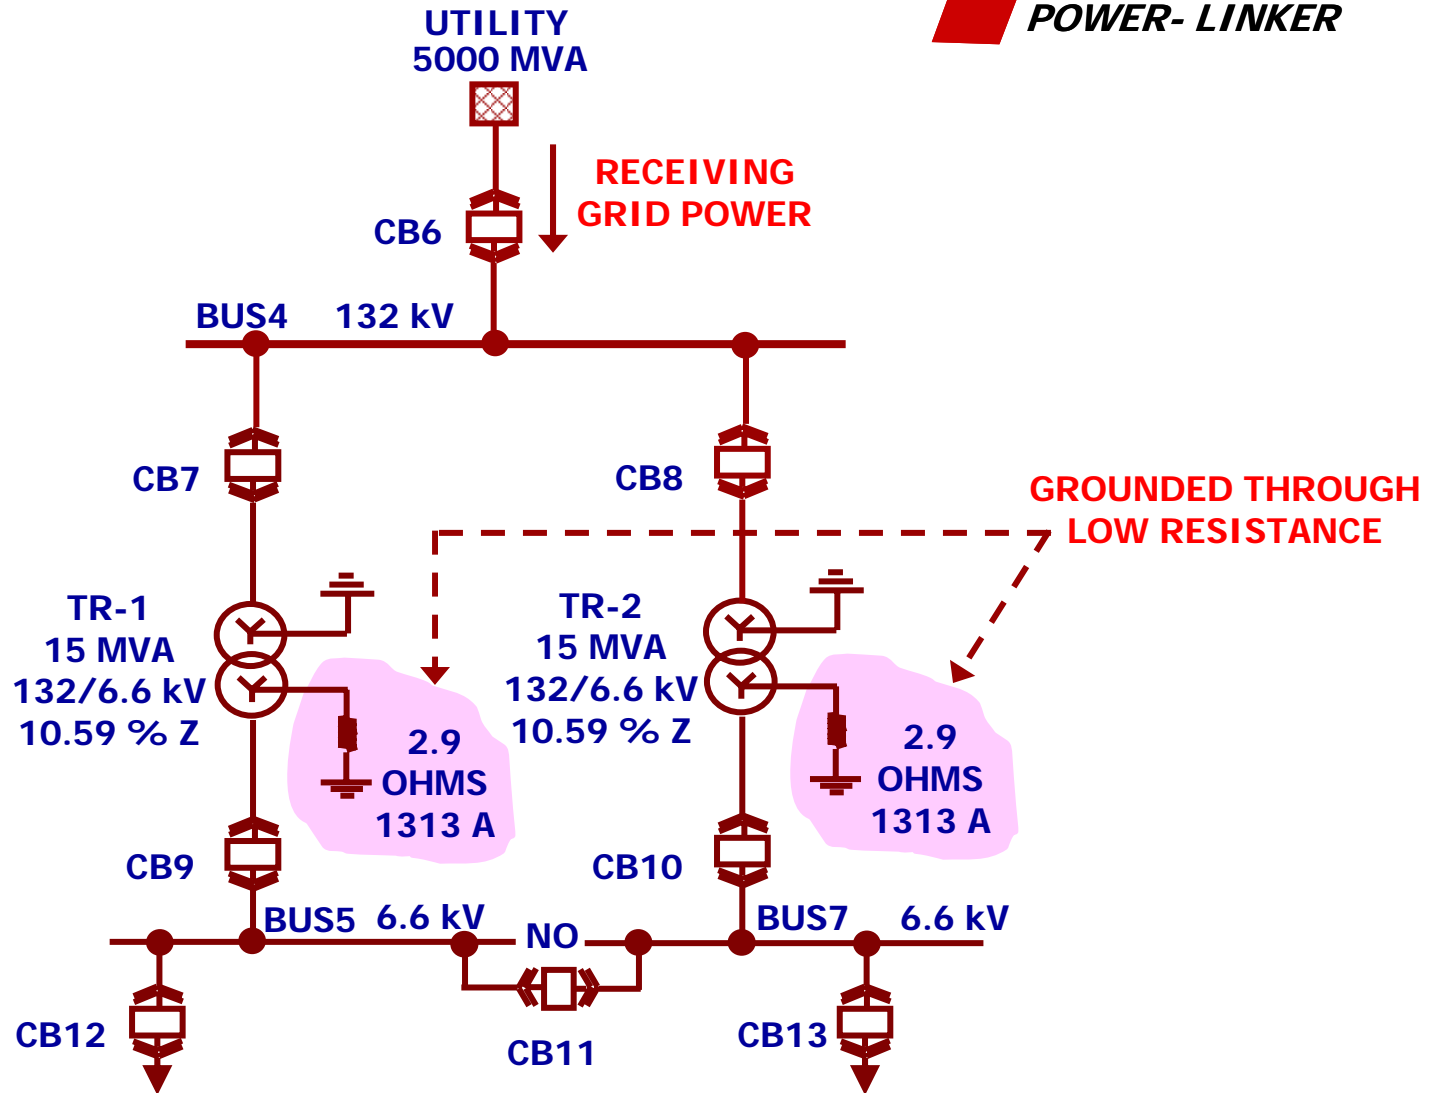 POWER- LINKER
UTILITY
5000 MVA
RECEIVING
GRID POWER
CB6
BUS4 132 kV
CB7
CB8
GROUNDED THROUGH
LOW RESISTANCE
TR-1
15 MVA
132/6.6 kV
10.59 % Z
TR-2
15 MVA
132/6.6 kV
10.59 % Z
2.9
OHMS
1313 A
2.9
OHMS
1313 A
CB9
CB10
BUS5 6.6 kV
NO
BUS7 6.6 kV
CB12
CB11
CB13